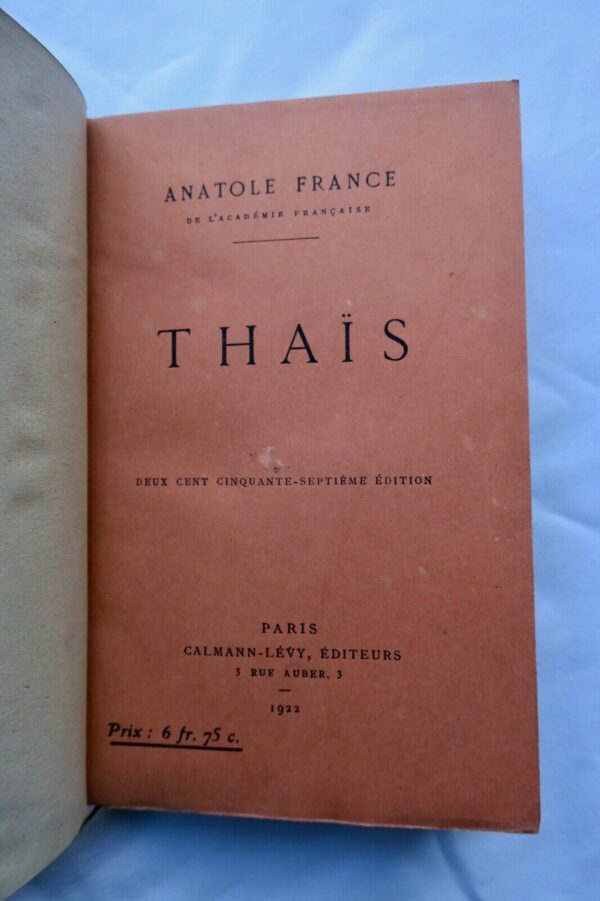 ANATOLE FRANCE
DE L'ACADÉMIE FRANÇAISE
THAÏS
DEUX CENT CINQUANTE-SEPTIÈME ÉDITION
PARIS
CALMANN-LÉVY, ÉDITEURS
3 RUE AUBER, 3
1922
Prix : 6 fr. 75 c.